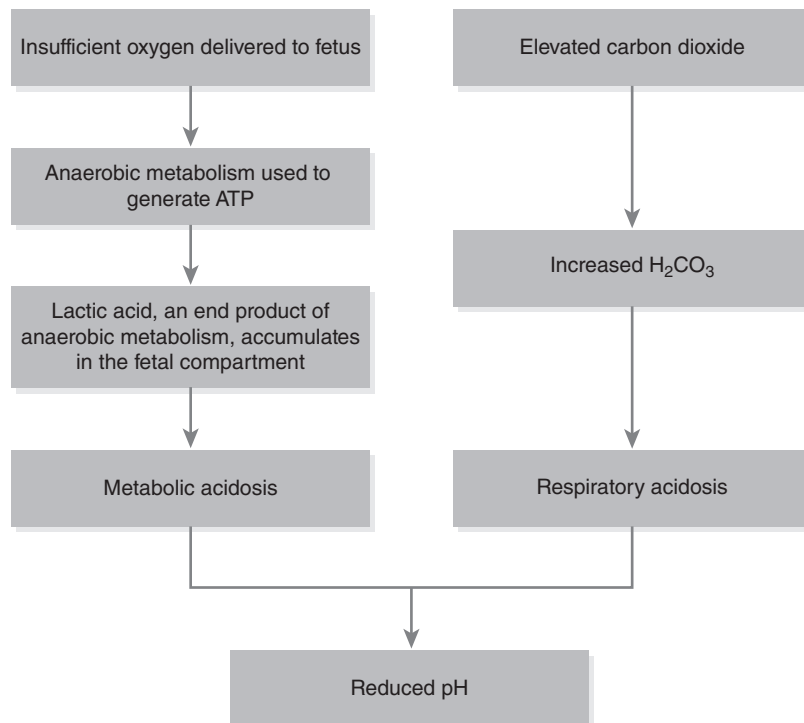 Insufficient oxygen delivered to fetus
Anaerobic metabolism used to
generate ATP
Lactic acid, an end product of
anaerobic metabolism, accumulates
in the fetal compartment
Metabolic acidosis
Elevated carbon dioxide
Increased H₂CO₃
Respiratory acidosis
Reduced pH